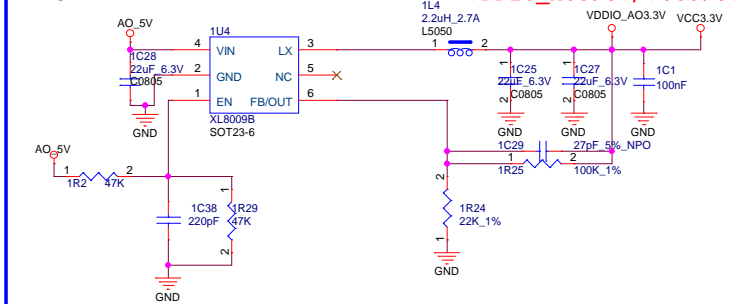 1L4
2.2uH_2.7A
L5050
AO_5V
1U4
VDDIO_AO3.3V
VCC3.3V
4 VIN LX 3
1 2
1C28
22uF_6.3V
C0805
2 GND NC 5
1C25
22uF_6.3V
C0805
1C27
22uF_6.3V
C0805
1C1
100nF
1 EN FB/OUT 6
XL8009B
SOT23-6
GND
GND
GND
GND
AO_5V
1C29 27pF_5%_NPO
1 2
1R25 100K_1%
1 2
1R2 47K
2
1R24
22K_1%
1
1C38
220pF
1
1R29
47K
2
GND
GND